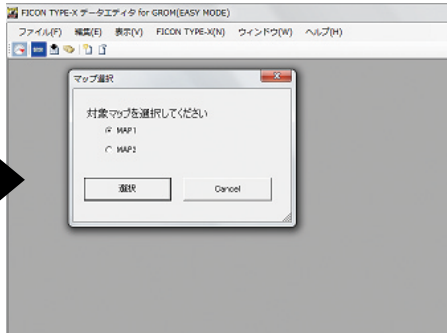 FICON TYPE-X データエディタ for GROM(EASY MODE)
ファイル(F) 編集(E) 表示(V) FICON TYPE-X(N) ウィンドウ(W) ヘルプ(H)
マップ選択
対象マップを選択してください
MAP1
MAP2
選択 Cancel